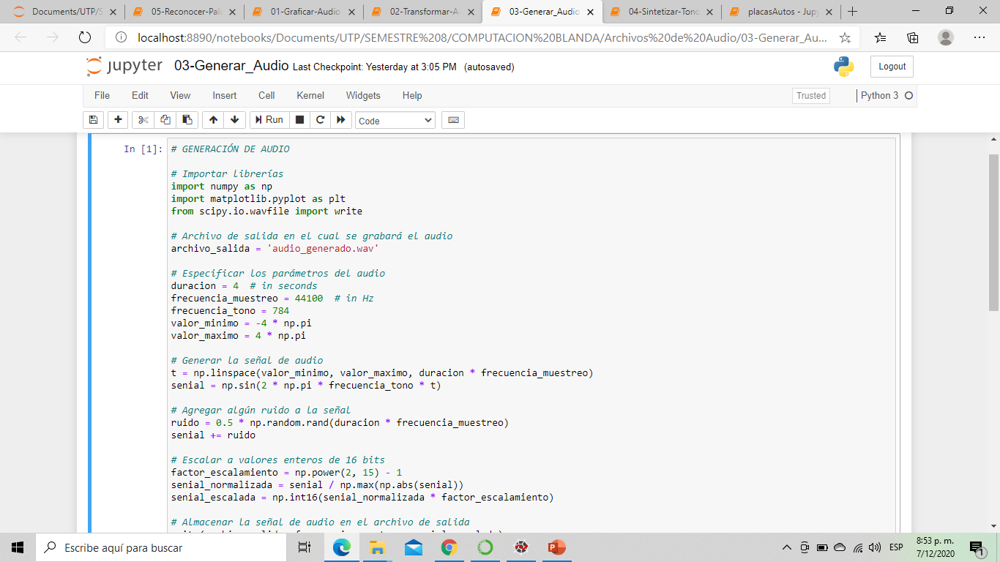 Documents/UTP/S
05-Reconocer-Pala
01-Graficar-Audio
02-Transformar-A
03-Generar_Audio
04-Sintetizar-Tono
placasAutos - Jupy
localhost:8890/notebooks/Documents/UTP/SEMESTRE%208/COMPUTACION%20BLANDA/Archivos%20de%20Audio/03-Generar_Au...
jupyter 03-Generar_Audio Last Checkpoint: Yesterday at 3:05 PM (autosaved)
Logout
File Edit View Insert Cell Kernel Widgets Help
Trusted
Python 3
Run
Code
In [1]:
# GENERACIÓN DE AUDIO
# Importar librerías
import numpy as np
import matplotlib.pyplot as plt
from scipy.io.wavfile import write
# Archivo de salida en el cual se grabará el audio
archivo_salida = 'audio_generado.wav'
# Especificar los parámetros del audio
duracion = 4  # in seconds
frecuencia_muestreo = 44100  # in Hz
frecuencia_tono = 784
valor_minimo = -4 * np.pi
valor_maximo = 4 * np.pi
# Generar la señal de audio
t = np.linspace(valor_minimo, valor_maximo, duracion * frecuencia_muestreo)
senial = np.sin(2 * np.pi * frecuencia_tono * t)
# Agregar algún ruido a la señal
ruido = 0.5 * np.random.rand(duracion * frecuencia_muestreo)
senial += ruido
# Escalar a valores enteros de 16 bits
factor_escalamiento = np.power(2, 15) - 1
senial_normalizada = senial / np.max(np.abs(senial))
senial_escalada = np.int16(senial_normalizada * factor_escalamiento)
# Almacenar la señal de audio en el archivo de salida
Escribe aquí para buscar
ESP
8:53 p. m.
7/12/2020
1